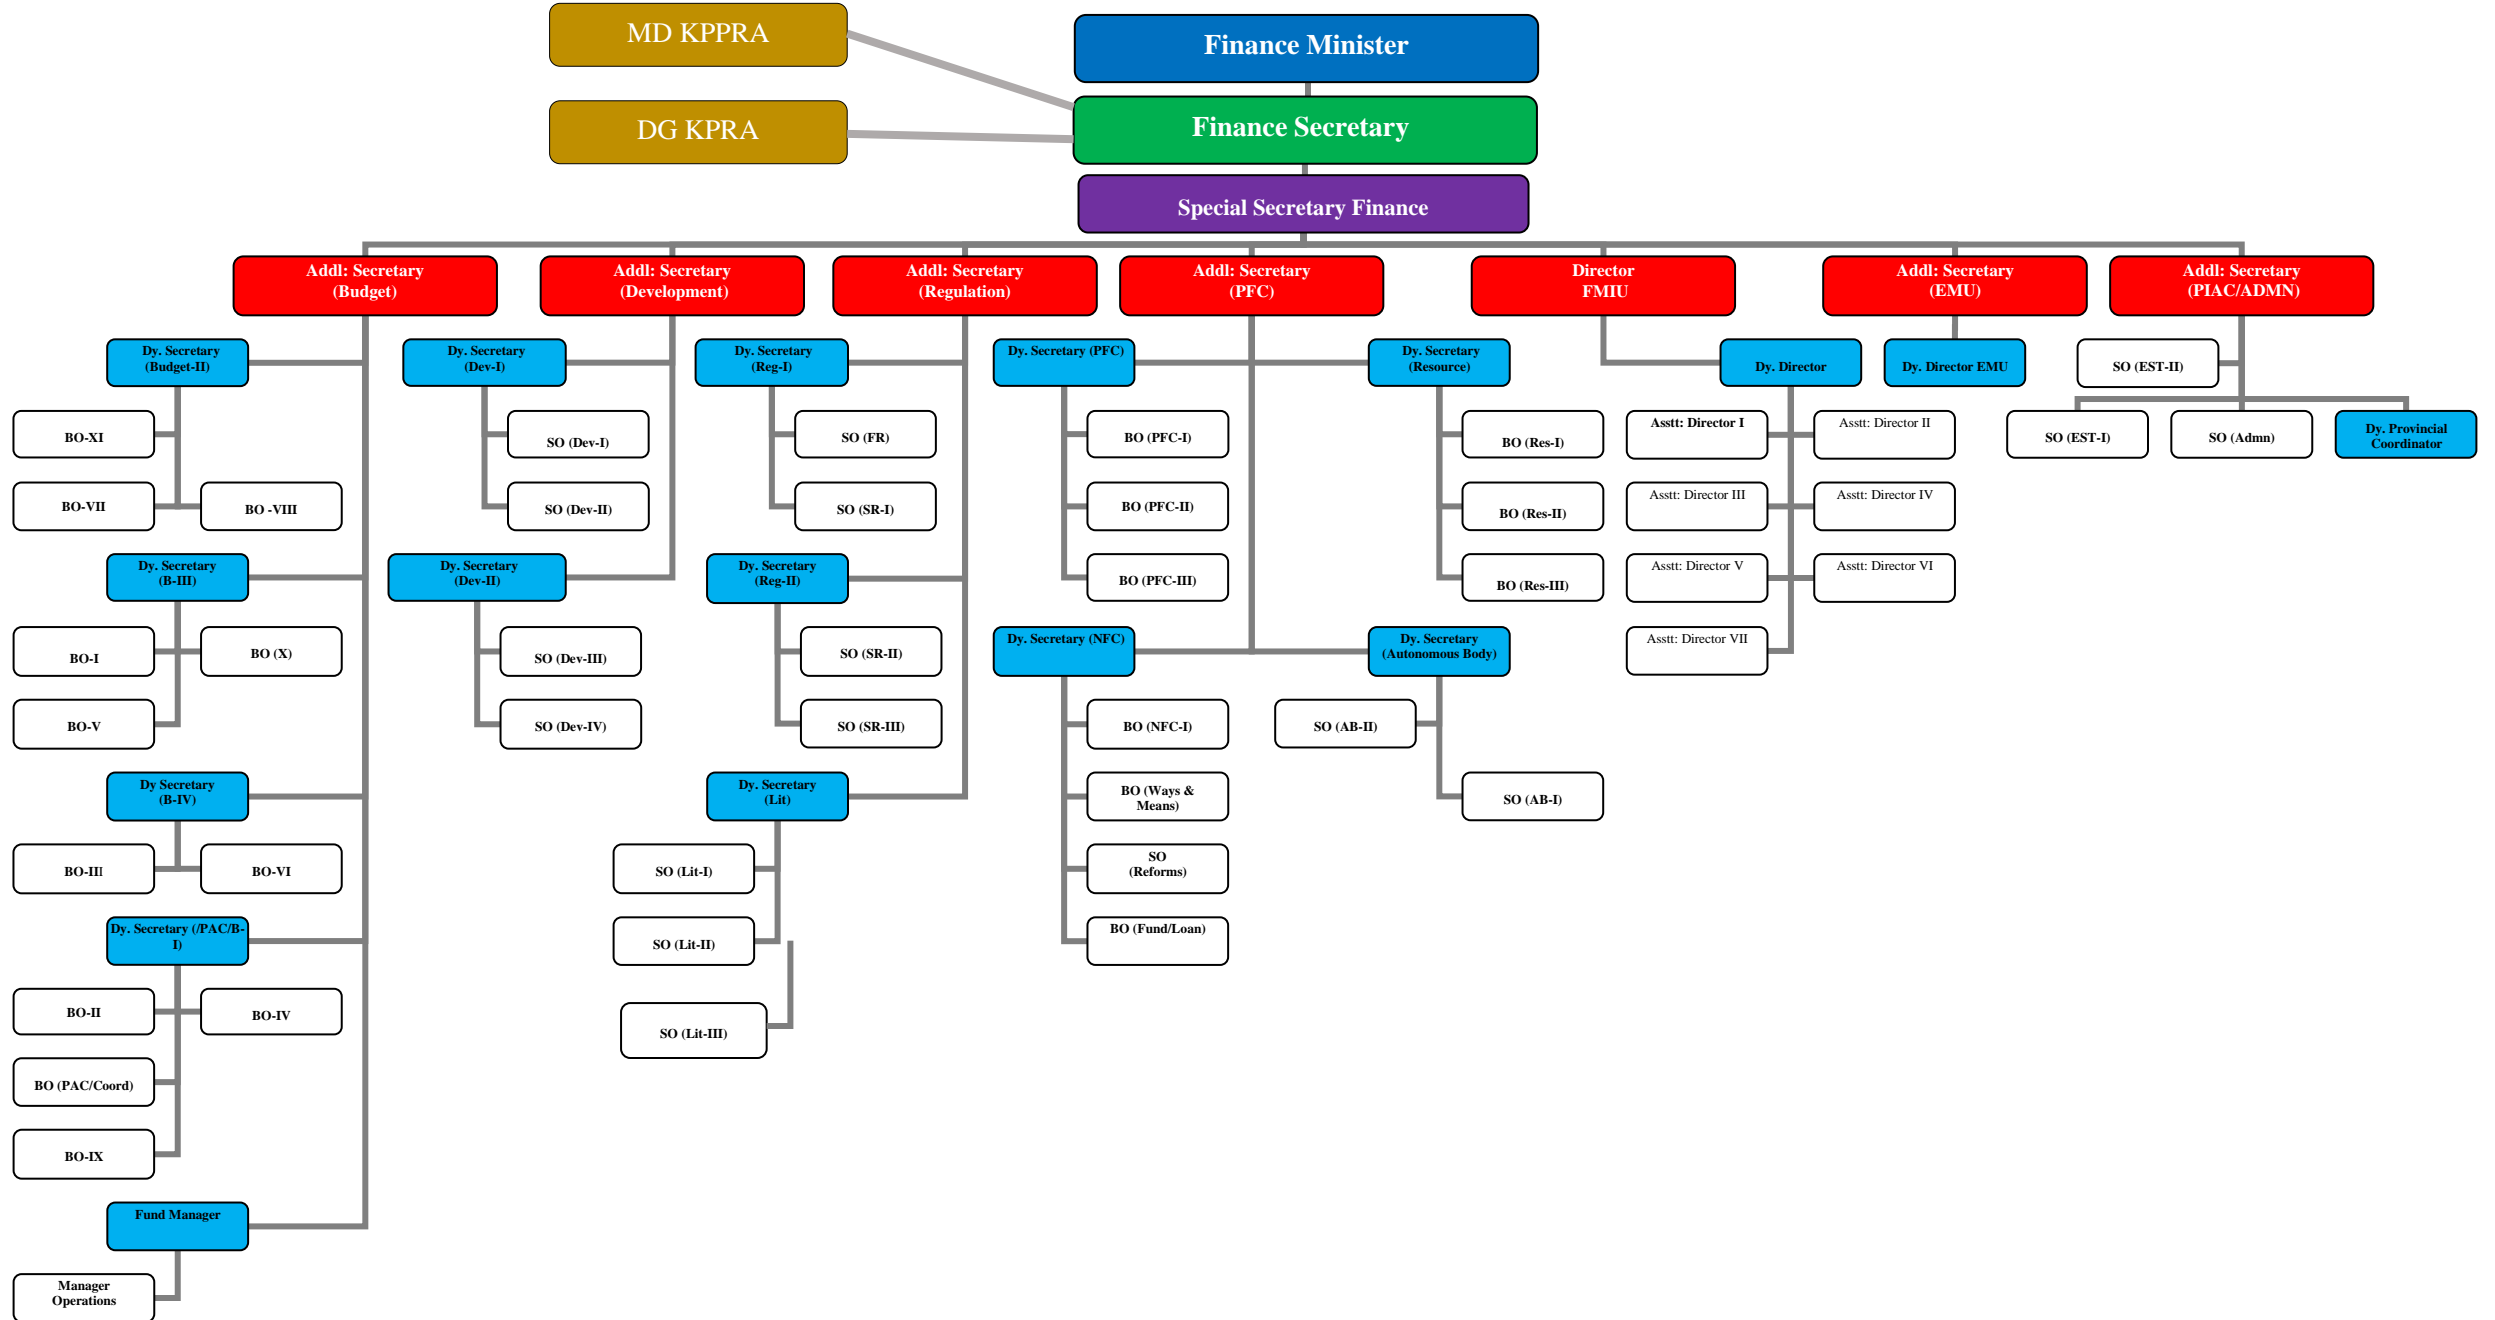 MD KPPRA
Finance Minister
DG KPRA
Finance Secretary
Special Secretary Finance
Addl: Secretary
(Budget)
Addl: Secretary
(Development)
Addl: Secretary
(Regulation)
Addl: Secretary
(PFC)
Director
FMIU
Addl: Secretary
(EMU)
Addl: Secretary
(PIAC/ADMN)
Dy. Secretary
(Budget-II)
BO-XI
BO-VII
BO -VIII
Dy. Secretary
(B-III)
BO-I
BO (X)
BO-V
Dy Secretary
(B-IV)
BO-III
BO-VI
Dy. Secretary (/PAC/B-
I)
BO-II
BO-IV
BO (PAC/Coord)
BO-IX
Fund Manager
Manager
Operations
Dy. Secretary
(Dev-I)
SO (Dev-I)
SO (Dev-II)
Dy. Secretary
(Dev-II)
SO (Dev-III)
SO (Dev-IV)
Dy. Secretary
(Reg-I)
SO (FR)
SO (SR-I)
Dy. Secretary
(Reg-II)
SO (SR-II)
SO (SR-III)
Dy. Secretary
(Lit)
SO (Lit-I)
SO (Lit-II)
SO (Lit-III)
Dy. Secretary (PFC)
BO (PFC-I)
BO (PFC-II)
BO (PFC-III)
Dy. Secretary (NFC)
BO (NFC-I)
BO (Ways &
Means)
SO
(Reforms)
BO (Fund/Loan)
Dy. Secretary
(Resource)
BO (Res-I)
BO (Res-II)
BO (Res-III)
Dy. Secretary
(Autonomous Body)
SO (AB-II)
SO (AB-I)
Dy. Director
Asstt: Director I
Asstt: Director II
Asstt: Director III
Asstt: Director IV
Asstt: Director V
Asstt: Director VI
Asstt: Director VII
Dy. Director EMU
SO (EST-II)
SO (EST-I)
SO (Admn)
Dy. Provincial
Coordinator